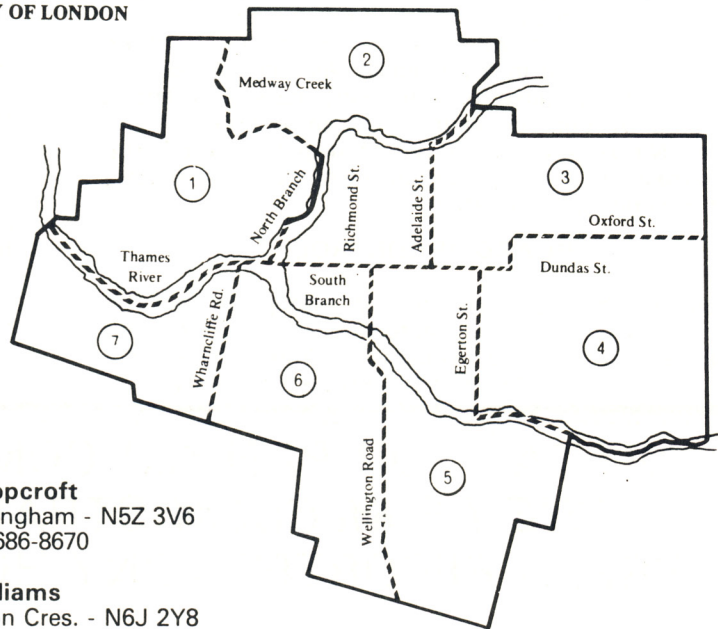 OF LONDON
2
Medway Creek
1
North Branch
Richmond St.
Adelaide St.
3
Oxford St.
Thames
River
South
Branch
Dundas St.
7
Wharncliffe Rd.
6
Egerton St.
4
Wellington Road
5
opcroft
ngham - N5Z 3V6
686-8670
liams
n Cres. - N6J 2Y8